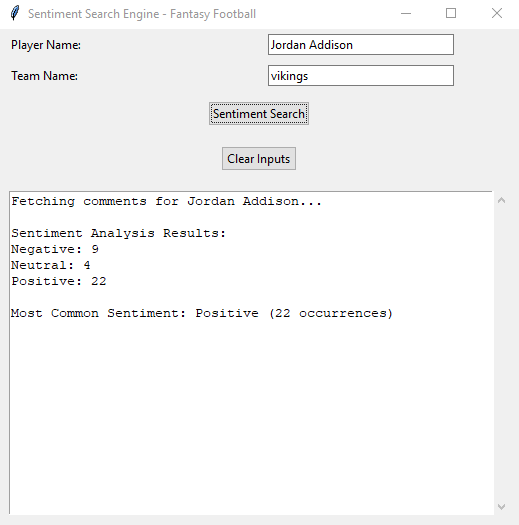 Sentiment Search Engine - Fantasy Football
Player Name: Jordan Addison
Team Name: vikings
Sentiment Search
Clear Inputs
Fetching comments for Jordan Addison...
Sentiment Analysis Results:
Negative: 9
Neutral: 4
Positive: 22
Most Common Sentiment: Positive (22 occurrences)